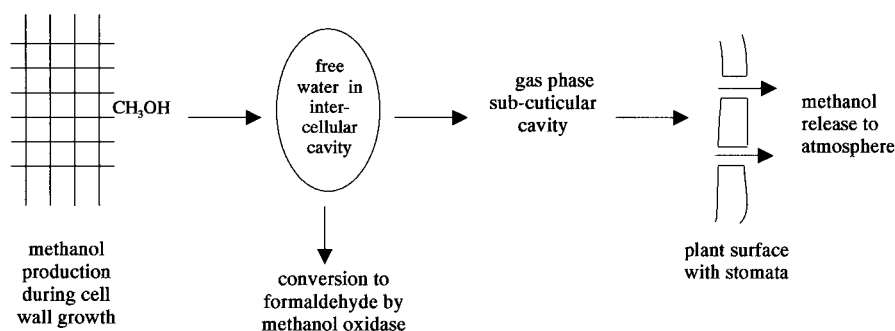 methanol
production
during cell
wall growth
CH₃OH
free
water in
inter-
cellular
cavity
conversion to
formaldehyde by
methanol oxidase
gas phase
sub-cuticular
cavity
plant surface
with stomata
methanol
release to
atmosphere